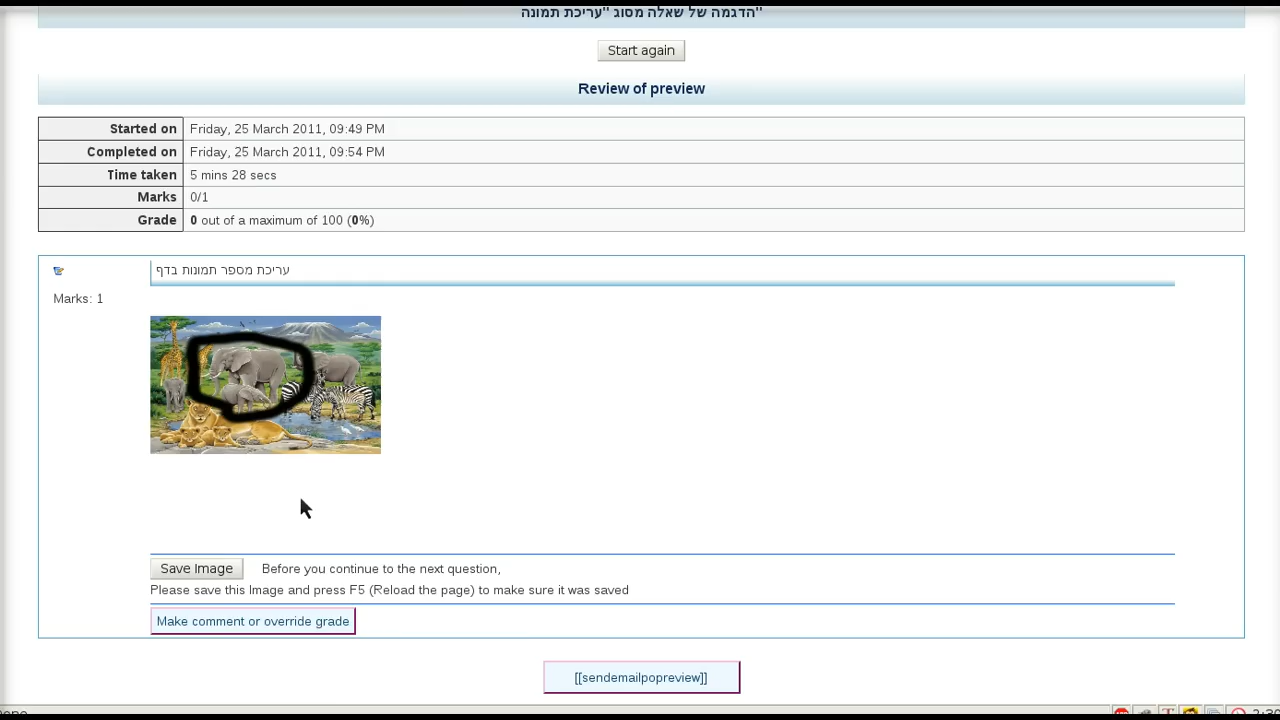 הדגמה של שאלה מסוג "עריכת תמונה"
Start again
Review of preview
Started on Friday, 25 March 2011, 09:49 PM
Completed on Friday, 25 March 2011, 09:54 PM
Time taken 5 mins 28 secs
Marks 0/1
Grade 0 out of a maximum of 100 (0%)
עריכת מספר תמונות בדף
Marks: 1
Save Image Before you continue to the next question,
Please save this Image and press F5 (Reload the page) to make sure it was saved
Make comment or override grade
[[sendemailpopreview]]